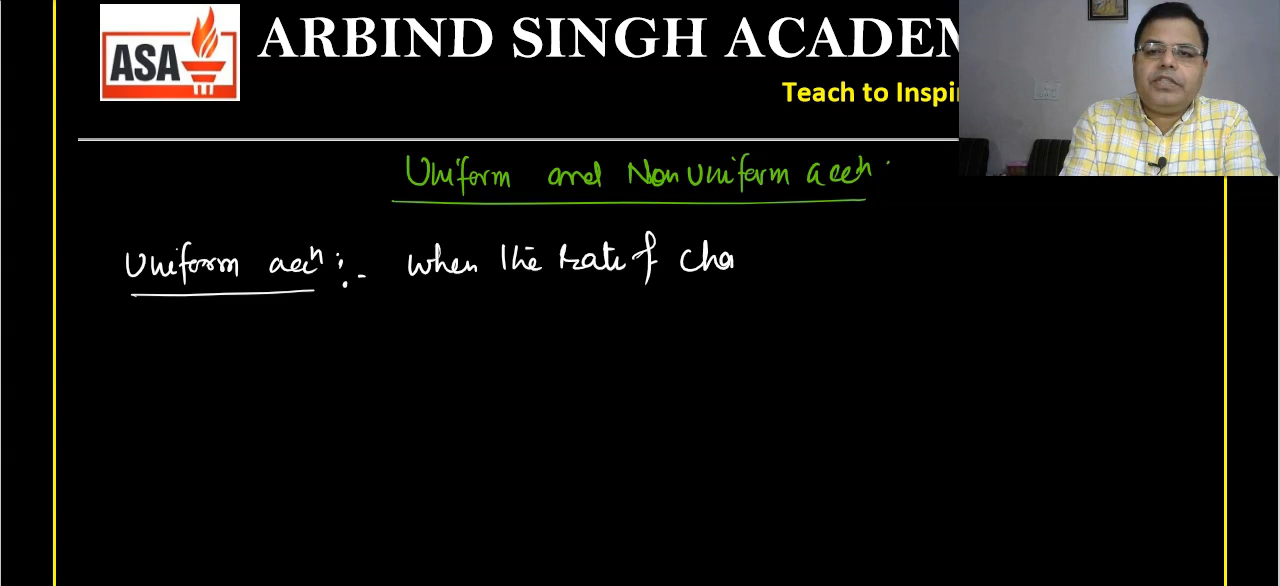 ASA
ARBIND SINGH ACADEM
Teach to Inspi
Uniform and Non uniform accn.
Uniform accn :- when the rate of cha